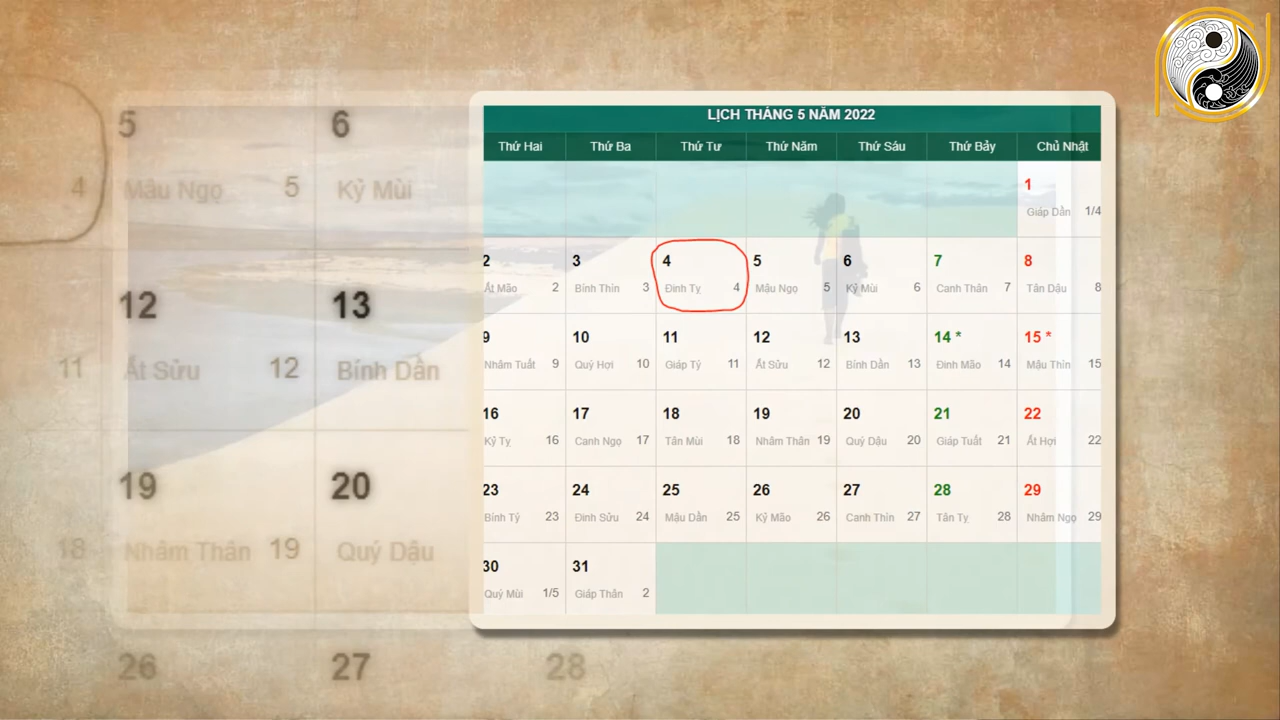 LỊCH THÁNG 5 NĂM 2022
Thứ Hai Thứ Ba Thứ Tư Thứ Năm Thứ Sáu Thứ Bảy Chủ Nhật
1
Giáp Dần 1/4
2 3 4 5 6 7 8
Ất Mão 2 Bính Thìn 3 Đinh Tỵ 4 Mậu Ngọ 5 Kỷ Mùi 6 Canh Thân 7 Tân Dậu 8
9 10 11 12 13 14 * 15 *
Nhâm Tuất 9 Quý Hợi 10 Giáp Tý 11 Ất Sửu 12 Bính Dần 13 Đinh Mão 14 Mậu Thìn 15
16 17 18 19 20 21 22
Kỷ Tỵ 16 Canh Ngọ 17 Tân Mùi 18 Nhâm Thân 19 Quý Dậu 20 Giáp Tuất 21 Ất Hợi 22
23 24 25 26 27 28 29
Bính Tý 23 Đinh Sửu 24 Mậu Dần 25 Kỷ Mão 26 Canh Thìn 27 Tân Tỵ 28 Nhâm Ngọ 29
30 31
Quý Mùi 1/5 Giáp Thân 2
5 6
4 Mậu Ngọ 5 Kỷ Mùi
12 13
11 Ất Sửu 12 Bính Dần
19 20
18 Nhâm Thân 19 Quý Dậu
26 27 28